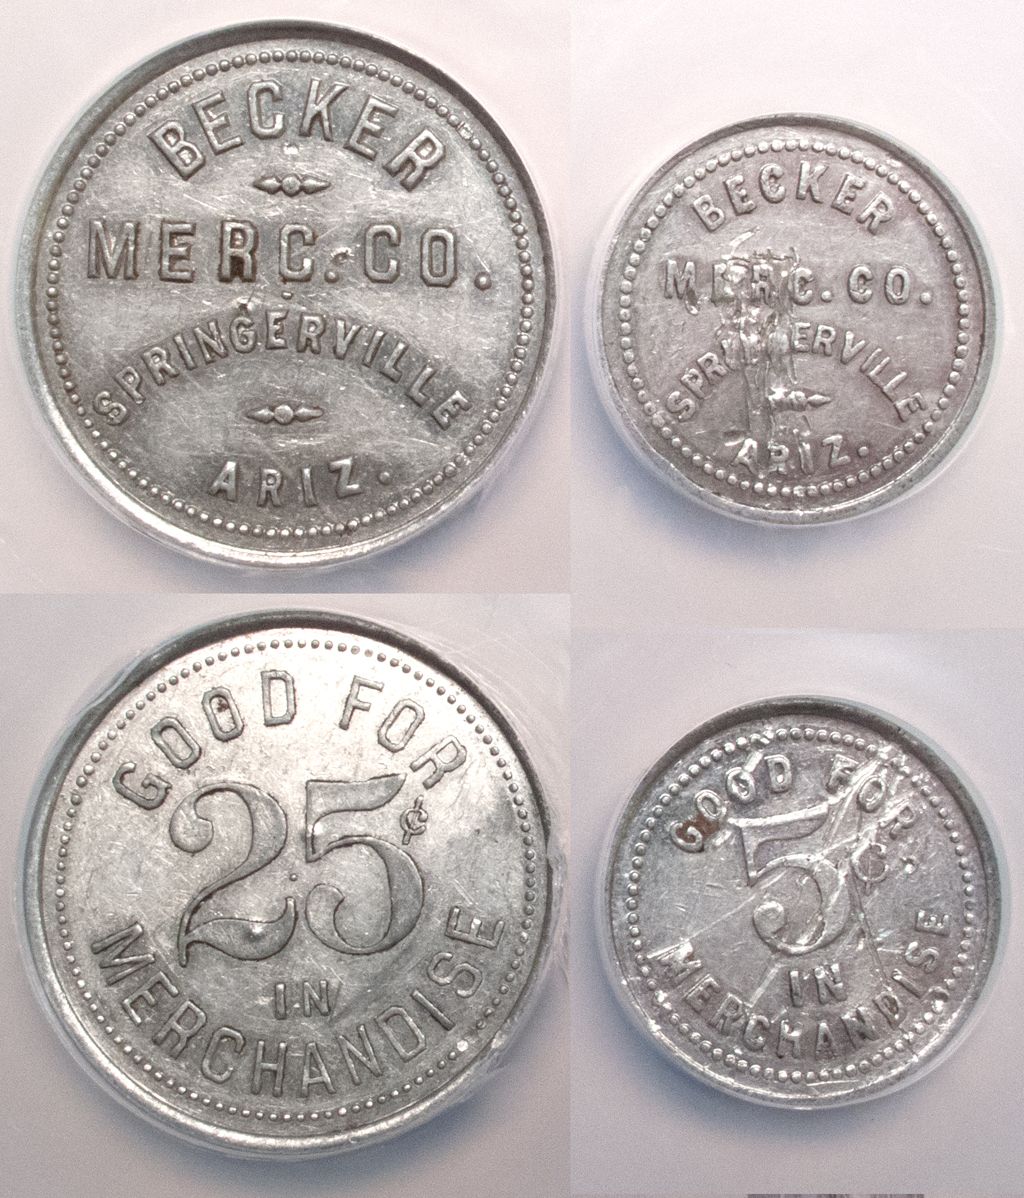 BECKER
MERC. CO.
SPRINGERVILLE
ARIZ.
BECKER
MERC. CO.
SPRINGERVILLE
ARIZ.
GOOD FOR
25¢
IN
MERCHANDISE
GOOD FOR
5¢
IN
MERCHANDISE